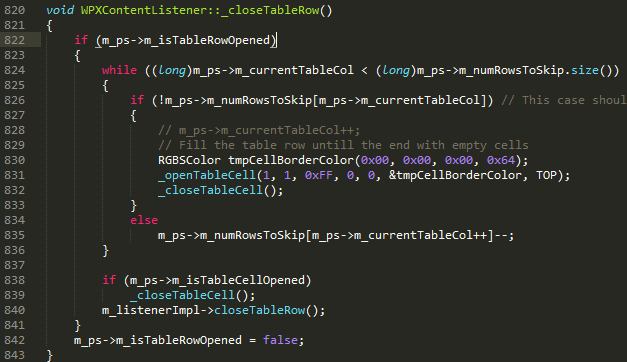 820 void WPXContentListener::_closeTableRow()
821 {
822 if (m_ps->m_isTableRowOpened)
823 {
824 while ((long)m_ps->m_currentTableCol < (long)m_ps->m_numRowsToSkip.size())
825 {
826 if (!m_ps->m_numRowsToSkip[m_ps->m_currentTableCol]) // This case shoul
827 {
828 // m_ps->m_currentTableCol++;
829 // Fill the table row untill the end with empty cells
830 RGBSColor tmpCellBorderColor(0x00, 0x00, 0x00, 0x64);
831 _openTableCell(1, 1, 0xFF, 0, 0, &tmpCellBorderColor, TOP);
832 _closeTableCell();
833 }
834 else
835 m_ps->m_numRowsToSkip[m_ps->m_currentTableCol++]--;
836 }
837
838 if (m_ps->m_isTableCellOpened)
839 _closeTableCell();
840 m_listenerImpl->closeTableRow();
841 }
842 m_ps->m_isTableRowOpened = false;
843 }